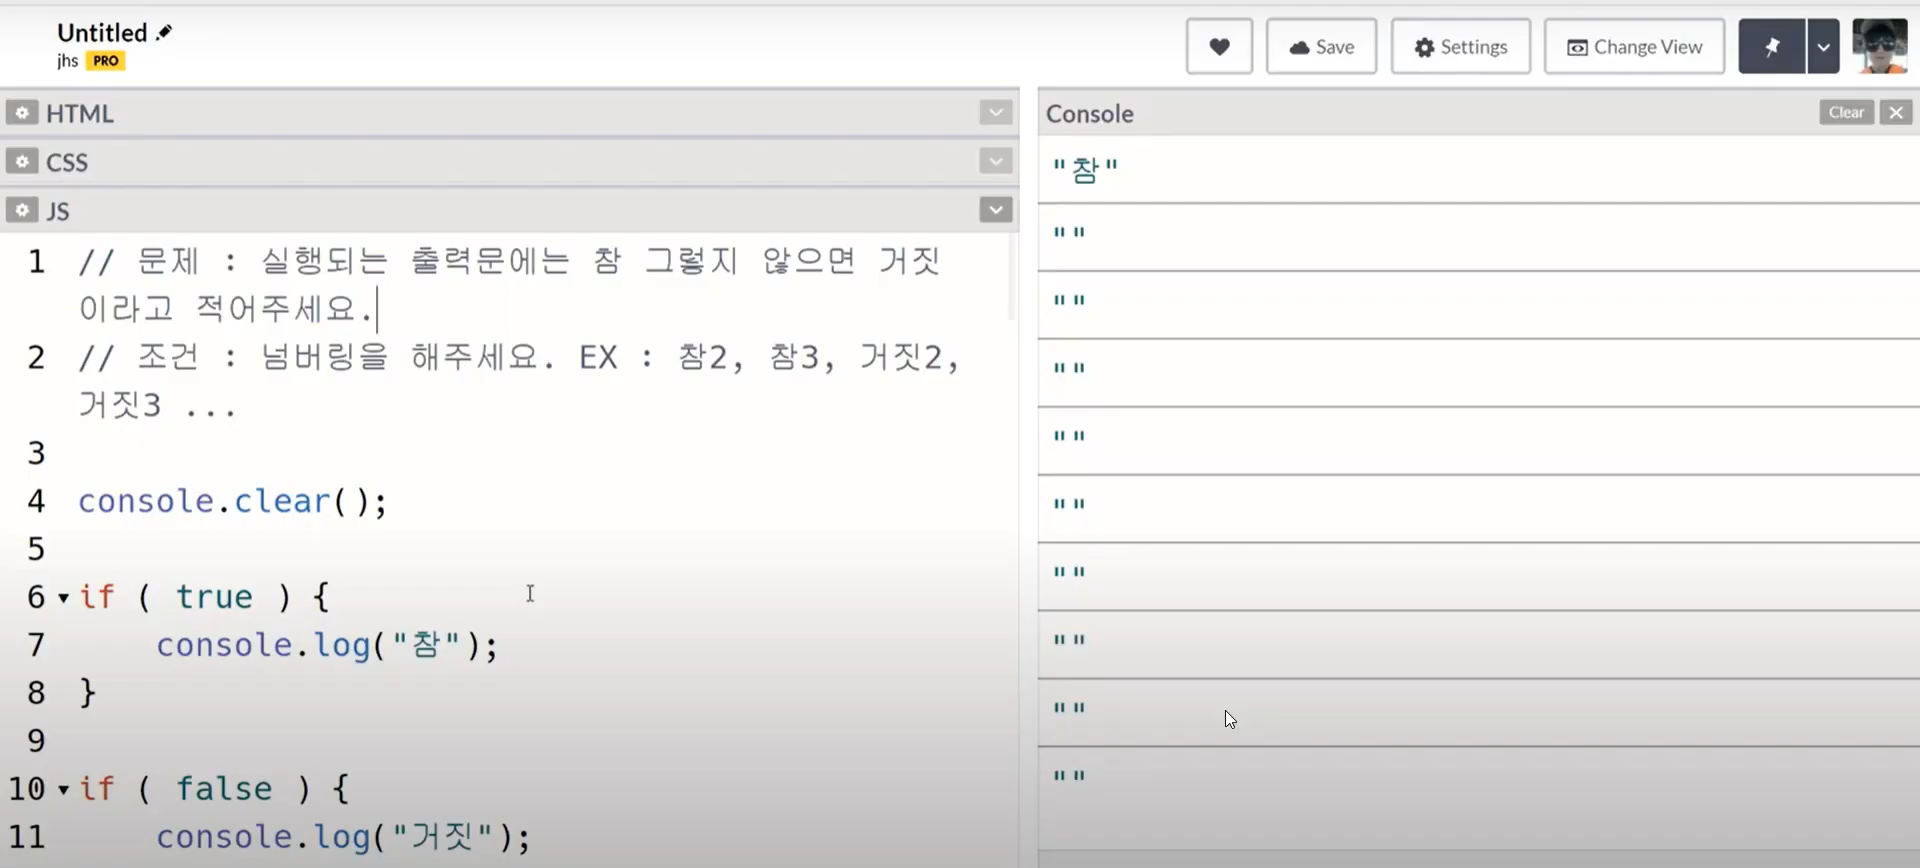 Untitled
jhs PRO
Save
Settings
Change View
HTML
CSS
JS
1 // 문제 : 실행되는 출력문에는 참 그렇지 않으면 거짓
이라고 적어주세요.
2 // 조건 : 넘버링을 해주세요. EX : 참2, 참3, 거짓2,
거짓3 ...
3
4 console.clear();
5
6 if ( true ) {
7 console.log("참");
8 }
9
10 if ( false ) {
11 console.log("거짓");
Console
Clear
"참"
""
""
""
""
""
""
""
""
""